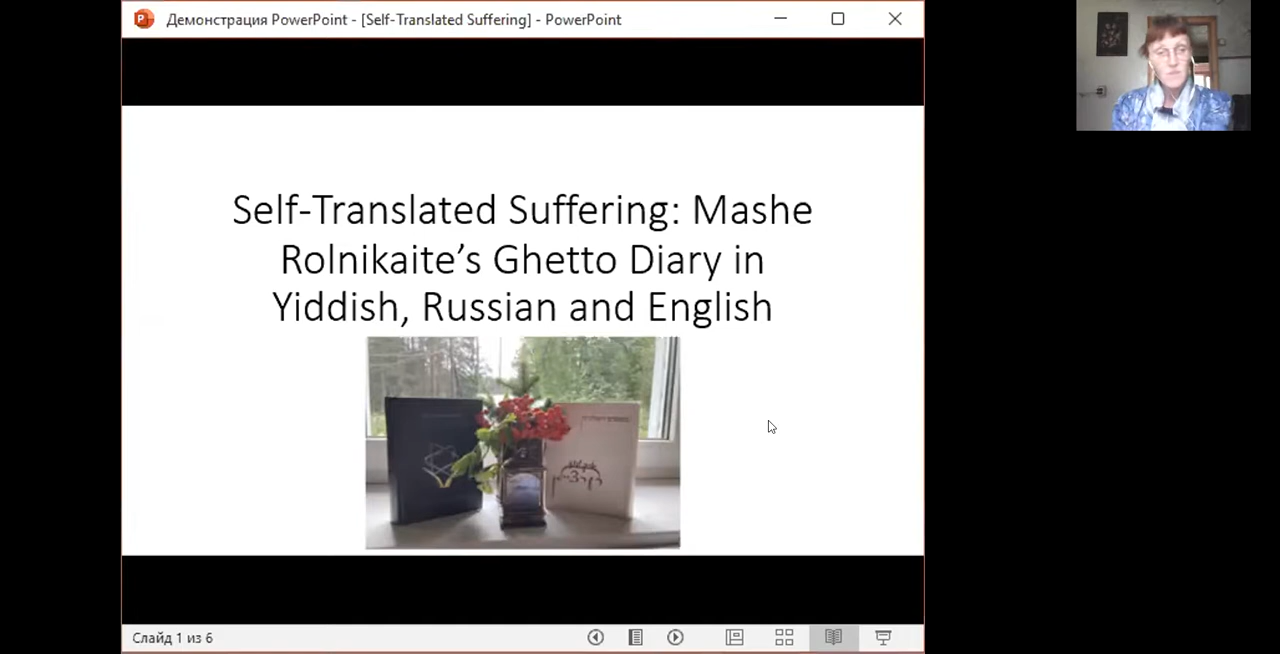 Демонстрация PowerPoint - [Self-Translated Suffering] - PowerPoint
Self-Translated Suffering: Mashe
Rolnikaite’s Ghetto Diary in
Yiddish, Russian and English
Слайд 1 из 6